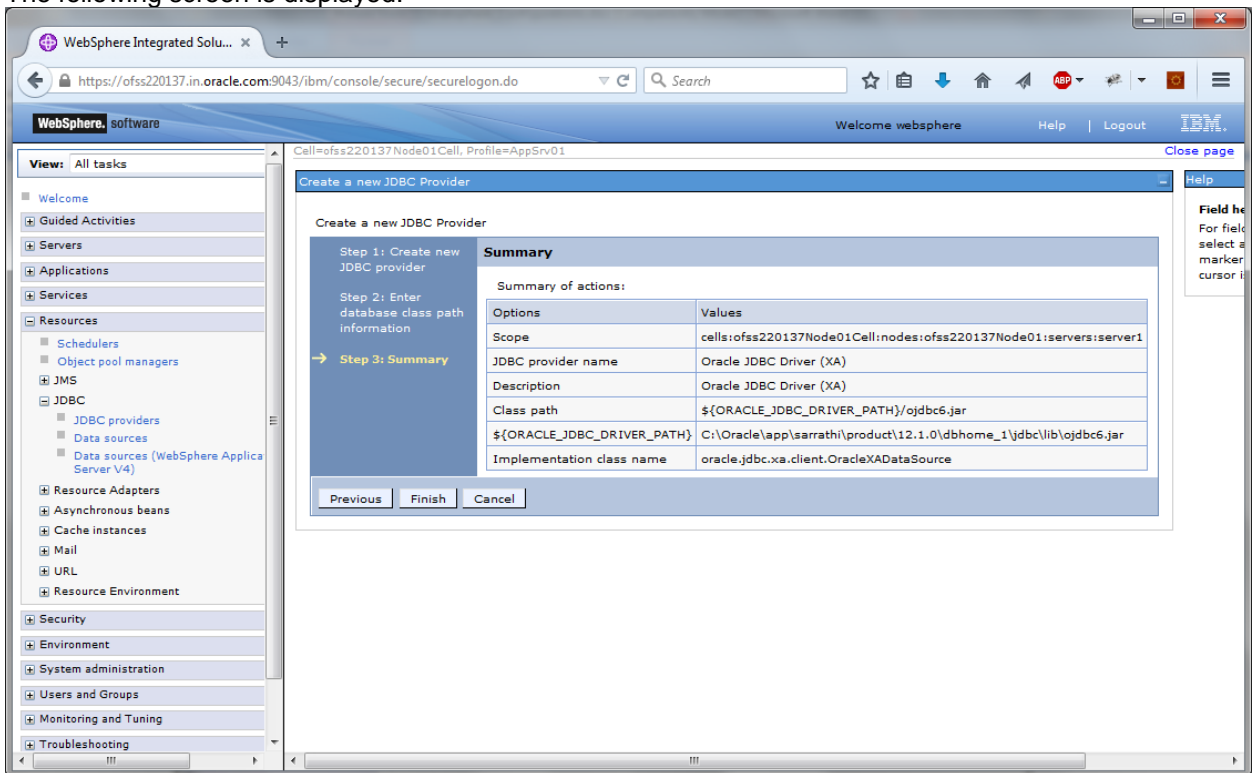 The following screen is displayed:
WebSphere Integrated Solu... ×
https://ofss220137.in.oracle.com:9043/ibm/console/secure/securelogon.do
Search
ABP
WebSphere. software
Welcome websphere
Help | Logout
IBM.
View: All tasks
Welcome
Guided Activities
Servers
Applications
Services
Resources
Schedulers
Object pool managers
JMS
JDBC
JDBC providers
Data sources
Data sources (WebSphere Applica
Server V4)
Resource Adapters
Asynchronous beans
Cache instances
Mail
URL
Resource Environment
Security
Environment
System administration
Users and Groups
Monitoring and Tuning
Troubleshooting
Cell=ofss220137Node01Cell, Profile=AppSrv01
Close page
Create a new JDBC Provider
Create a new JDBC Provider
Step 1: Create new
JDBC provider
Step 2: Enter
database class path
information
Step 3: Summary
Summary
Summary of actions:
Options Values
Scope cells:ofss220137Node01Cell:nodes:ofss220137Node01:servers:server1
JDBC provider name Oracle JDBC Driver (XA)
Description Oracle JDBC Driver (XA)
Class path ${ORACLE_JDBC_DRIVER_PATH}/ojdbc6.jar
${ORACLE_JDBC_DRIVER_PATH} C:\Oracle\app\sarrathi\product\12.1.0\dbhome_1\jdbc\lib\ojdbc6.jar
Implementation class name oracle.jdbc.xa.client.OracleXADataSource
Previous Finish Cancel
Help
Field he
For field
select a
marker
cursor i